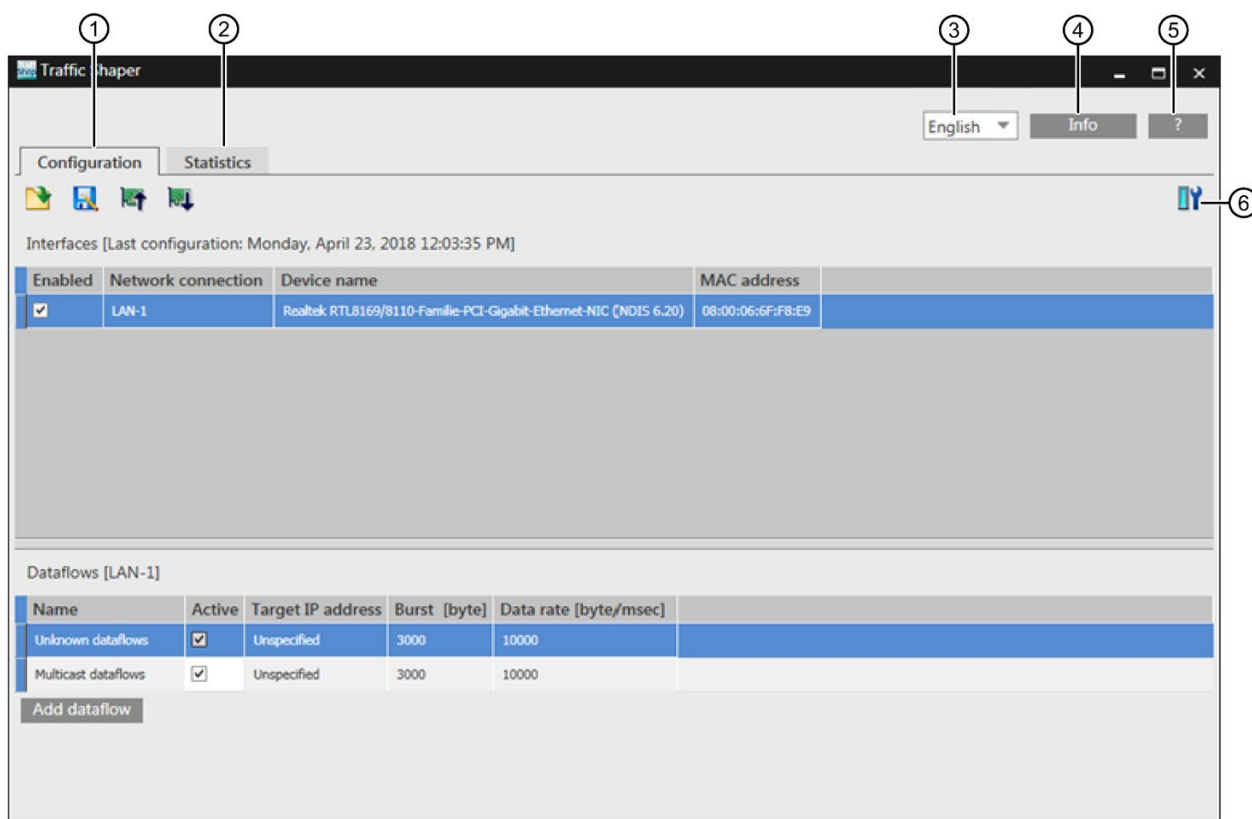 1 2 3 4 5
Traffic Shaper
English Info ?
Configuration Statistics
6
Interfaces [Last configuration: Monday, April 23, 2018 12:03:35 PM]
Enabled Network connection Device name MAC address
LAN-1 Realtek RTL8169/8110-Familie-PCI-Gigabit-Ethernet-NIC (NDIS 6.20) 08:00:06:6F:F8:E9
Dataflows [LAN-1]
Name Active Target IP address Burst [byte] Data rate [byte/msec]
Unknown dataflows Unspecified 3000 10000
Multicast dataflows Unspecified 3000 10000
Add dataflow